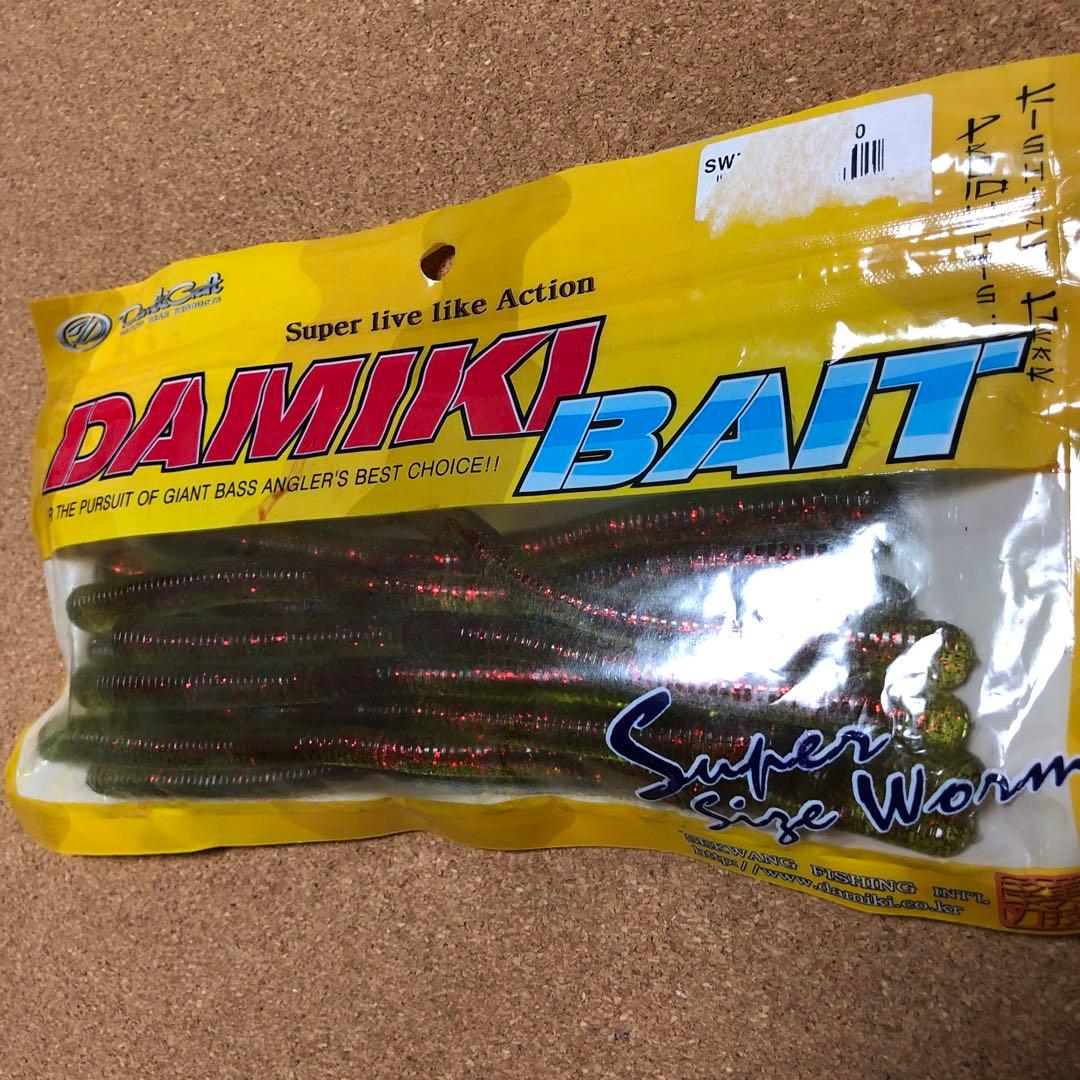 SW 0
Super live like Action
DAMIKI BAIT
THE PURSUIT OF GIANT BASS ANGLER'S BEST CHOICE!!
Super
Size Worm
SEKWANG FISHING INT'L
http://www.damiki.co.kr